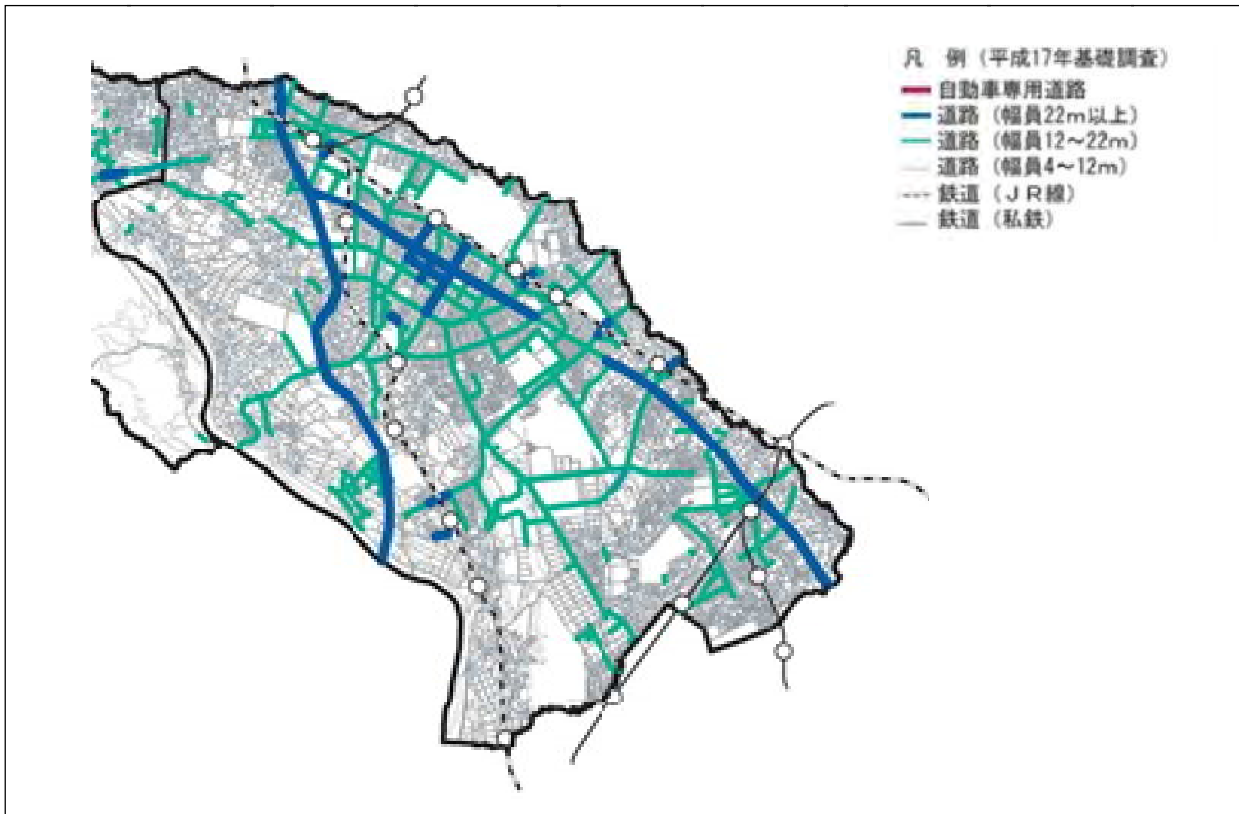 凡 例（平成17年基礎調査）
自動車専用道路
道路（幅員22m以上）
道路（幅員12～22m）
道路（幅員4～12m）
鉄道（ＪＲ線）
鉄道（私鉄）